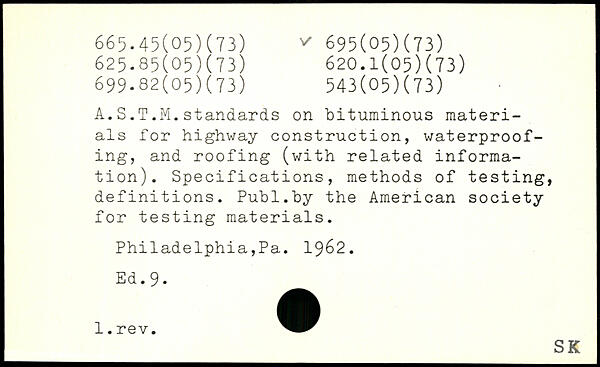 665.45(05)(73) ✓ 695(05)(73)
625.85(05)(73) 620.1(05)(73)
699.82(05)(73) 543(05)(73)
A.S.T.M.standards on bituminous materi-
als for highway construction, waterproof-
ing, and roofing (with related informa-
tion). Specifications, methods of testing,
definitions. Publ.by the American society
for testing materials.
Philadelphia,Pa. 1962.
Ed.9.
1.rev.
SK